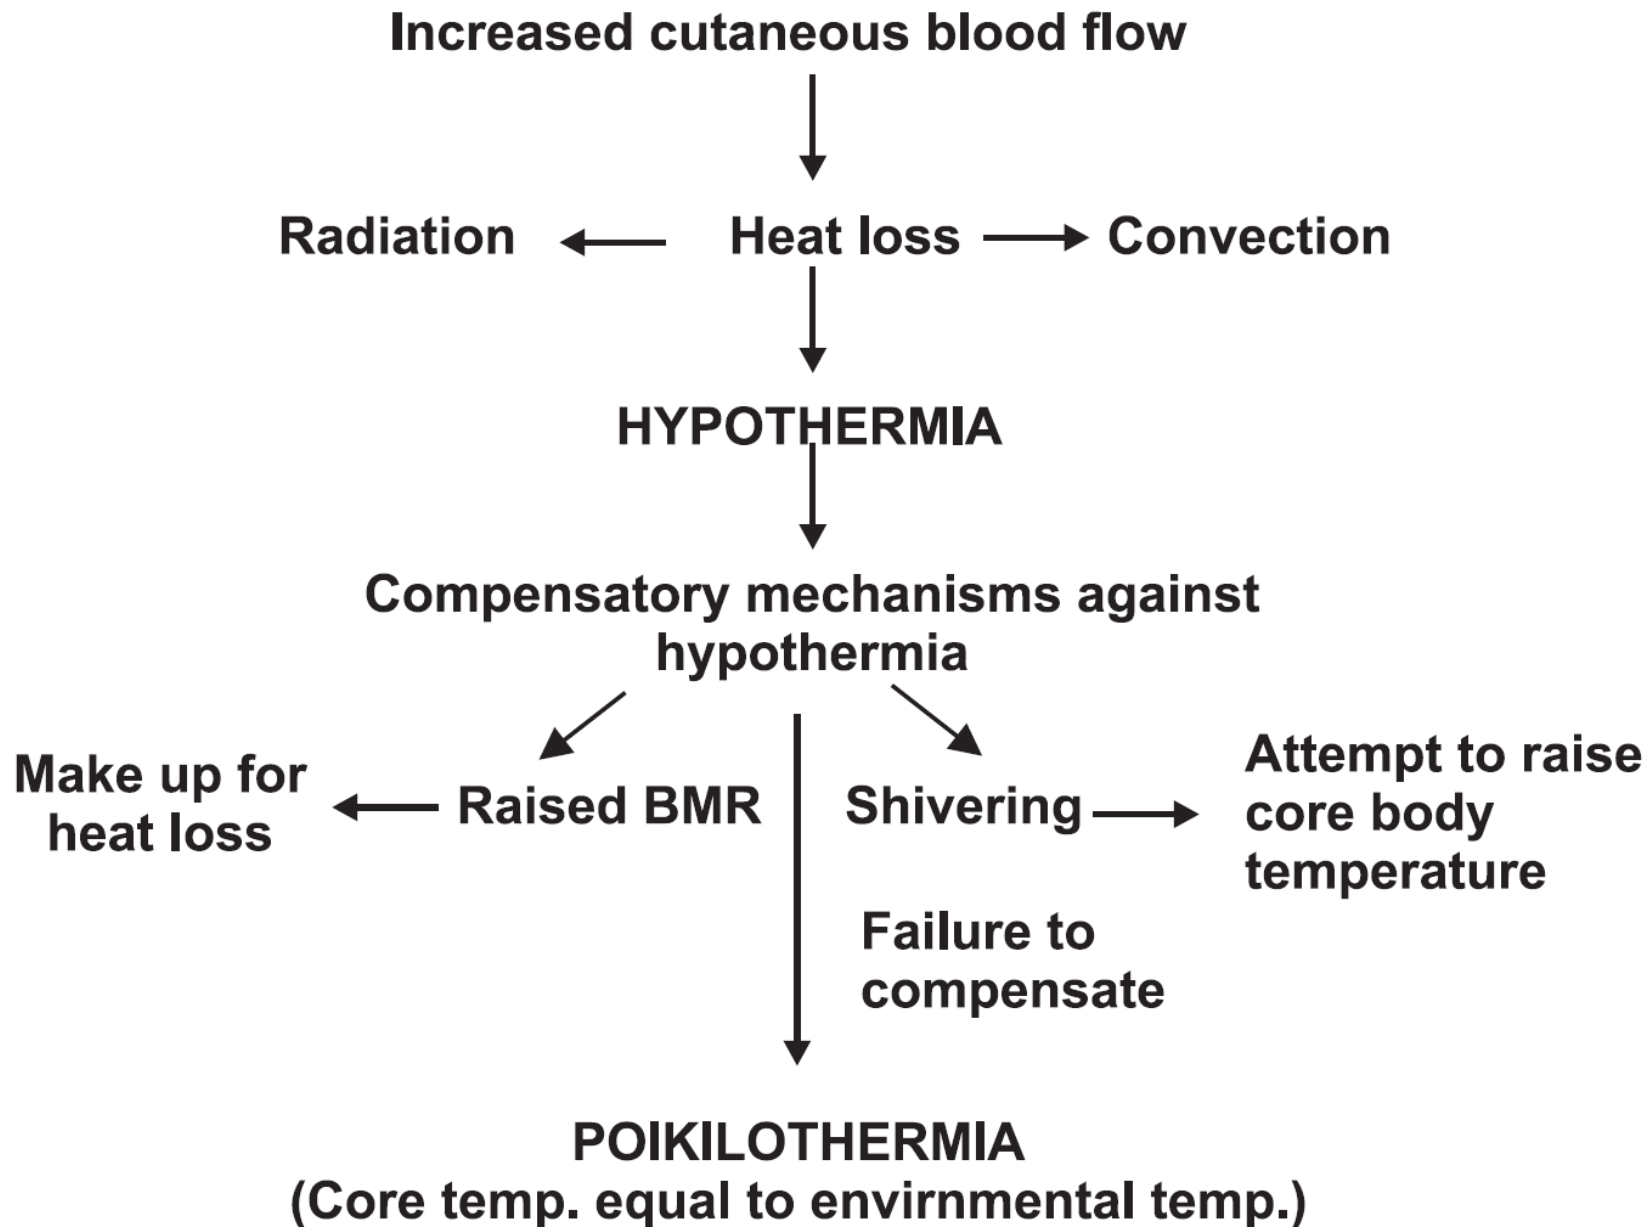 Increased cutaneous blood flow
Radiation
Heat loss
Convection
HYPOTHERMIA
Compensatory mechanisms against
hypothermia
Make up for
heat loss
Raised BMR
Shivering
Attempt to raise
core body
temperature
Failure to
compensate
POIKILOTHERMIA
(Core temp. equal to envirnmental temp.)